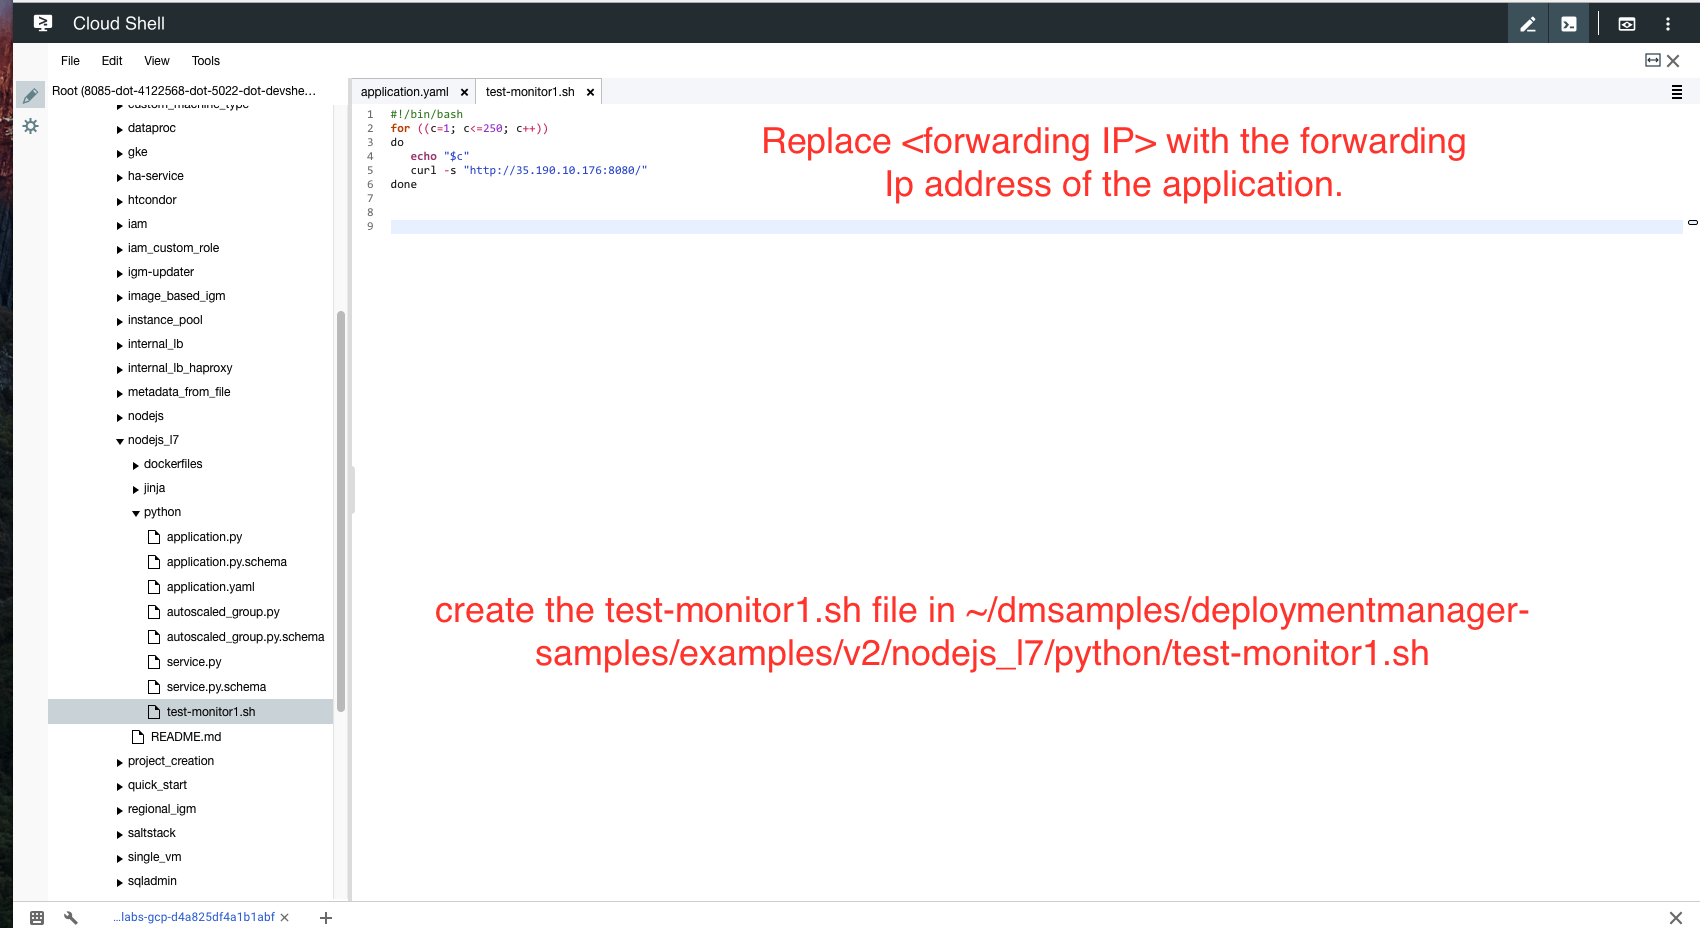 Cloud Shell
File Edit View Tools
Root (8085-dot-4122568-dot-5022-dot-devshe...
custom_machine_type
dataproc
gke
ha-service
htcondor
iam
iam_custom_role
igm-updater
image_based_igm
instance_pool
internal_lb
internal_lb_haproxy
metadata_from_file
nodejs
nodejs_l7
dockerfiles
jinja
python
application.py
application.py.schema
application.yaml
autoscaled_group.py
autoscaled_group.py.schema
service.py
service.py.schema
test-monitor1.sh
README.md
project_creation
quick_start
regional_igm
saltstack
single_vm
sqladmin
application.yaml test-monitor1.sh
1 #!/bin/bash
2 for ((c=1; c<=250; c++))
3 do
4 echo "$c"
5 curl -s "http://35.190.10.176:8080/"
6 done
7
8
9
Replace <forwarding IP> with the forwarding
Ip address of the application.
create the test-monitor1.sh file in ~/dmsamples/deploymentmanager-
samples/examples/v2/nodejs_l7/python/test-monitor1.sh
...labs-gcp-d4a825df4a1b1abf